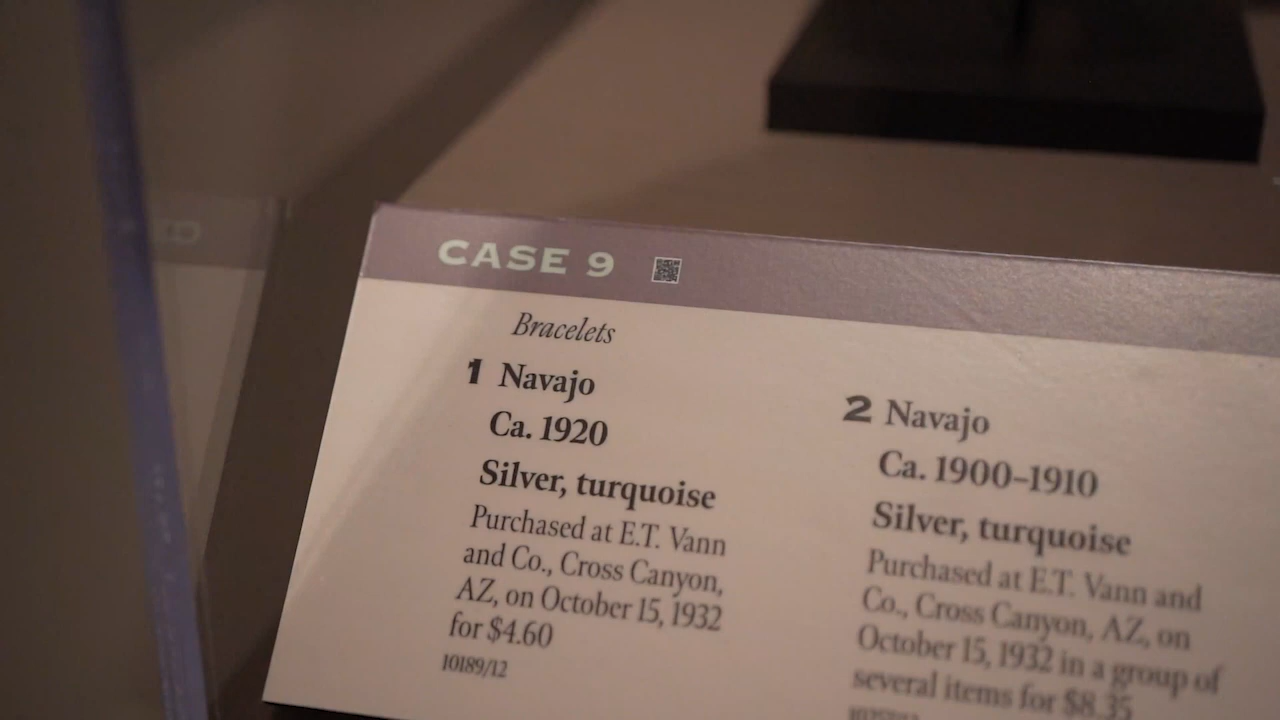 CASE 9
Bracelets
1 Navajo
Ca. 1920
Silver, turquoise
Purchased at E.T. Vann
and Co., Cross Canyon,
AZ, on October 15, 1932
for $4.60
10189/12
2 Navajo
Ca. 1900–1910
Silver, turquoise
Purchased at E.T. Vann and
Co., Cross Canyon, AZ, on
October 15, 1932 in a group of
several items for $8.35